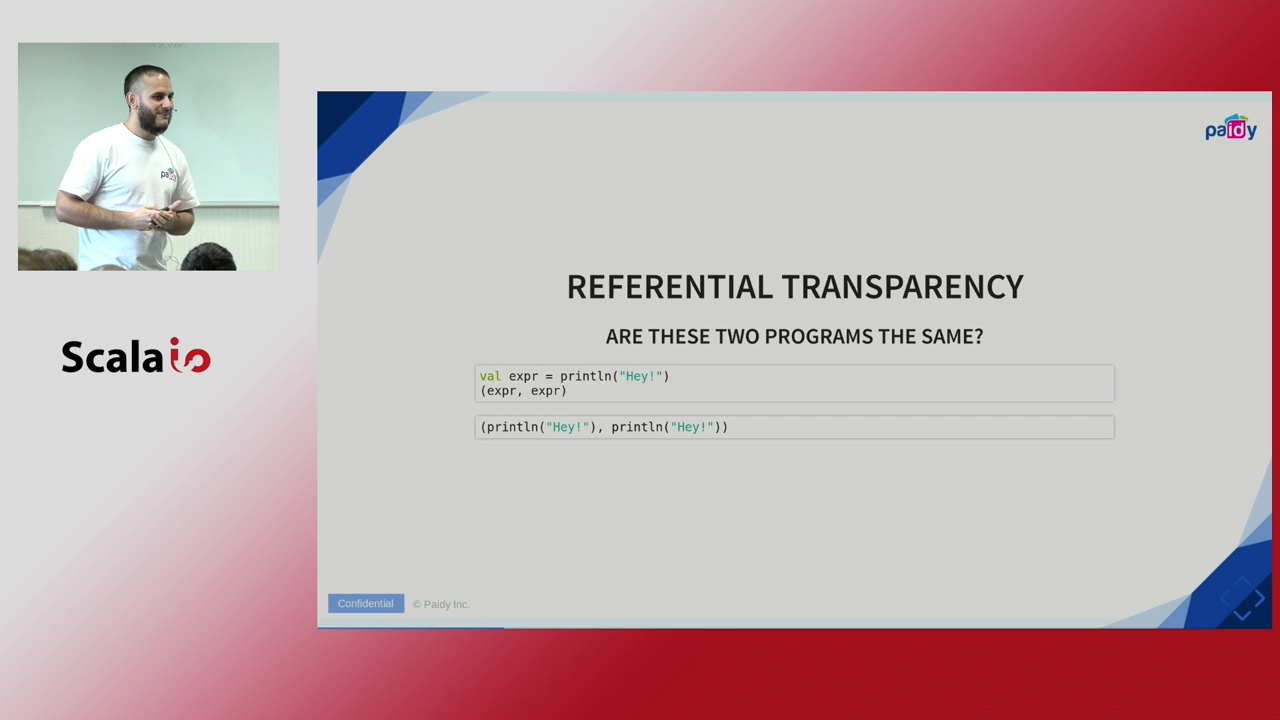 paidy
Scala io
paidy
REFERENTIAL TRANSPARENCY
ARE THESE TWO PROGRAMS THE SAME?
val expr = println("Hey!")
(expr, expr)
(println("Hey!"), println("Hey!"))
Confidential
© Paidy Inc.